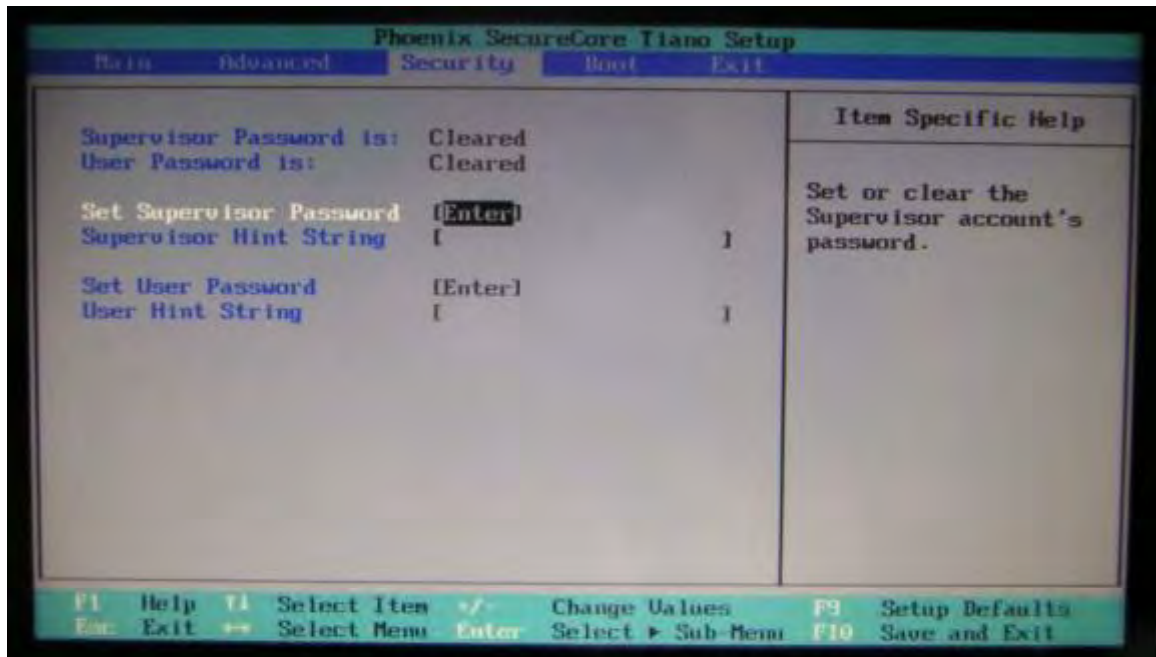 Phoenix SecureCore Tiano Setup
Main Advanced Security Boot Exit
Supervisor Password is: Cleared
User Password is: Cleared
Set Supervisor Password [Enter]
Supervisor Hint String [ ]
Set User Password [Enter]
User Hint String [ ]
Item Specific Help
Set or clear the
Supervisor account's
password.
F1 Help ↑↓ Select Item +/- Change Values F9 Setup Defaults
Esc Exit ↔ Select Menu Enter Select ▶ Sub-Menu F10 Save and Exit